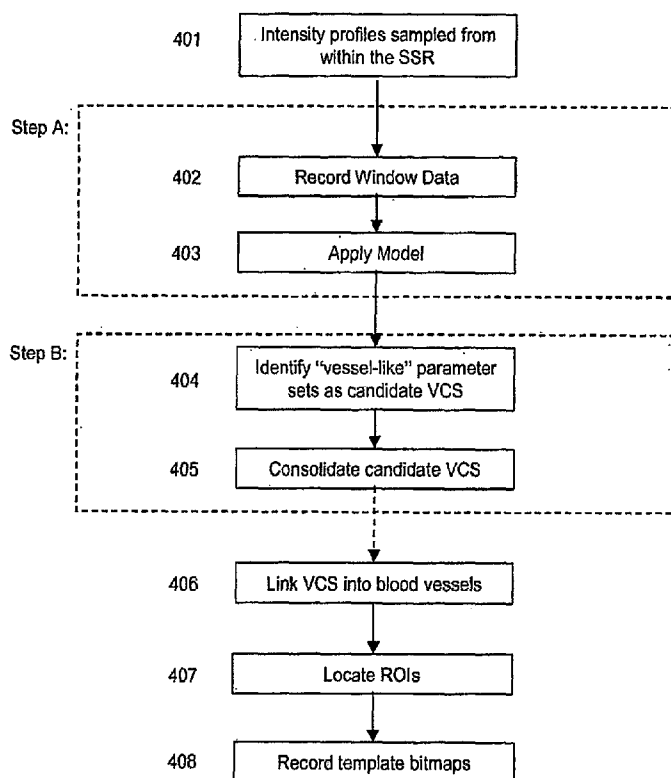 401
Intensity profiles sampled from
within the SSR
Step A:
402
Record Window Data
403
Apply Model
Step B:
404
Identify "vessel-like" parameter
sets as candidate VCS
405
Consolidate candidate VCS
406
Link VCS into blood vessels
407
Locate ROIs
408
Record template bitmaps